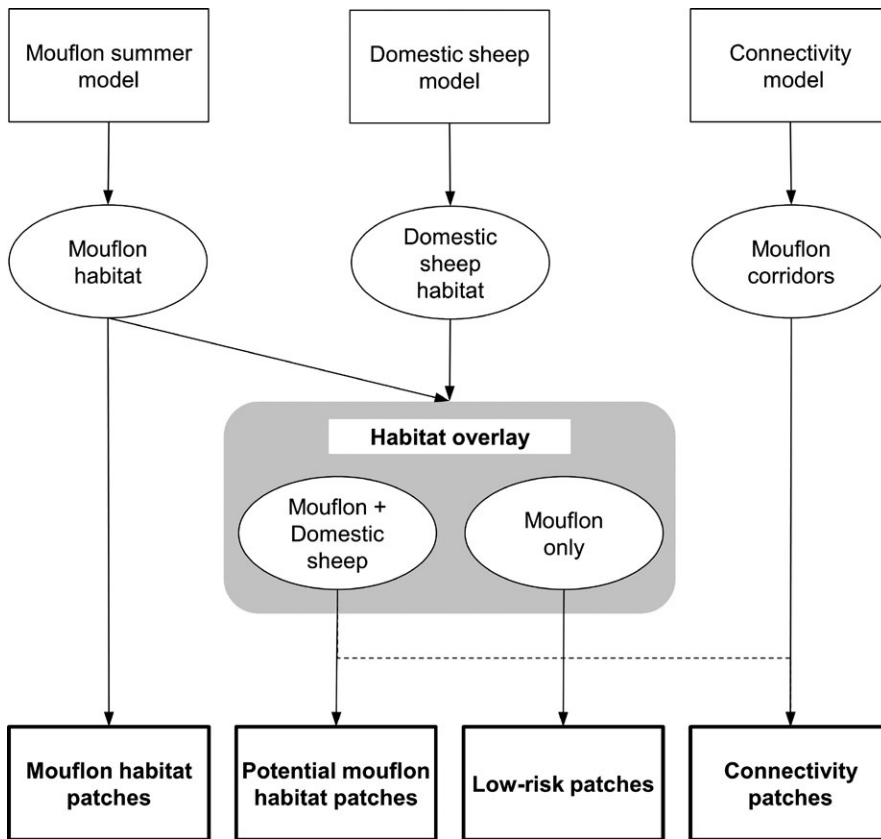 Mouflon summer
model
Domestic sheep
model
Connectivity
model
Mouflon
habitat
Domestic
sheep
habitat
Mouflon
corridors
Habitat overlay
Mouflon +
Domestic
sheep
Mouflon
only
Mouflon habitat
patches
Potential mouflon
habitat patches
Low-risk patches
Connectivity
patches